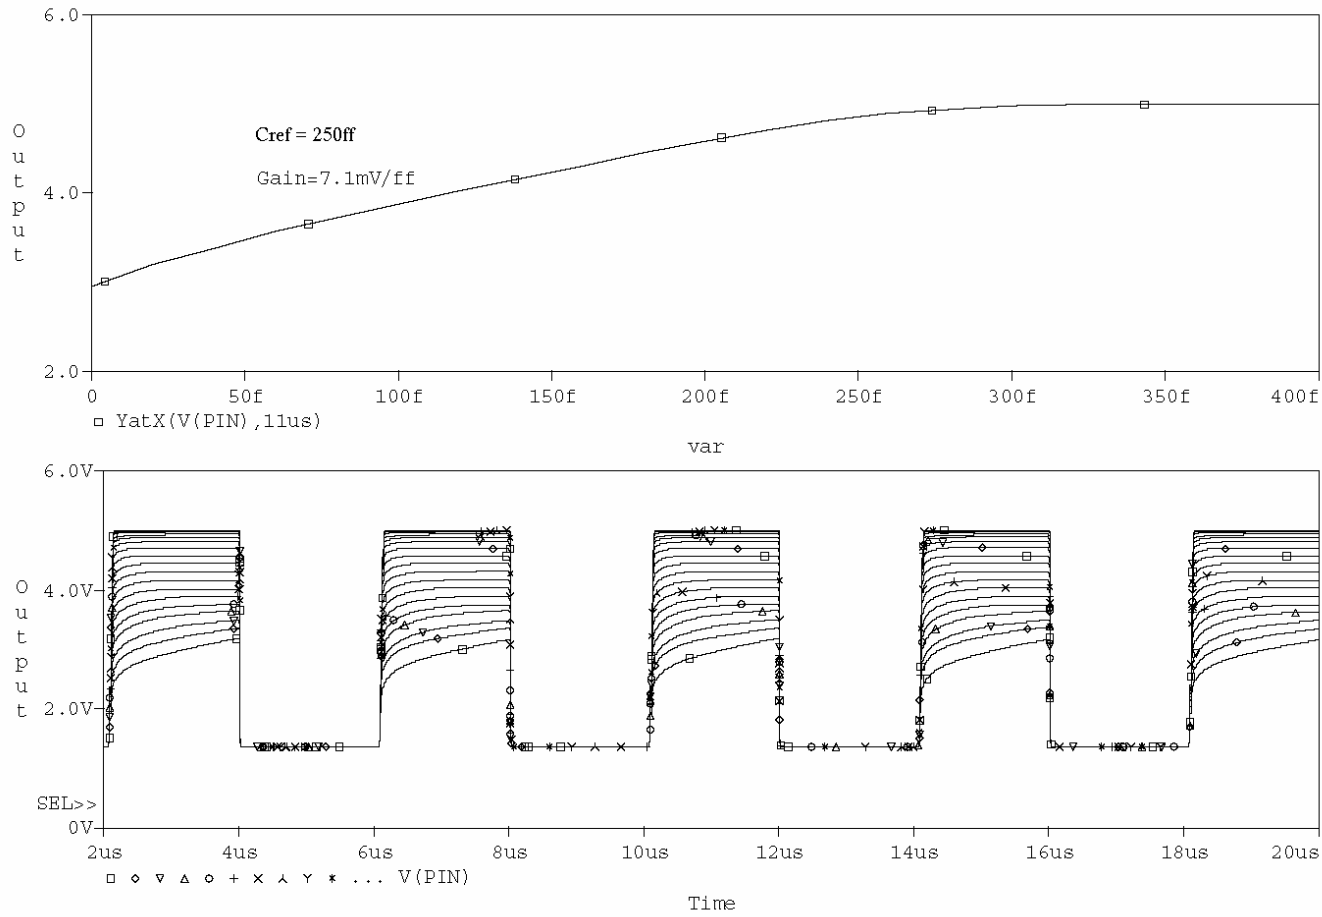 6.0
Output
Cref = 250ff
Gain=7.1mV/ff
4.0
2.0
0 50f 100f 150f 200f 250f 300f 350f 400f
YatX(V(PIN),11us)
var
6.0V
Output
4.0V
2.0V
SEL>>
0V
2us 4us 6us 8us 10us 12us 14us 16us 18us 20us
... V(PIN)
Time